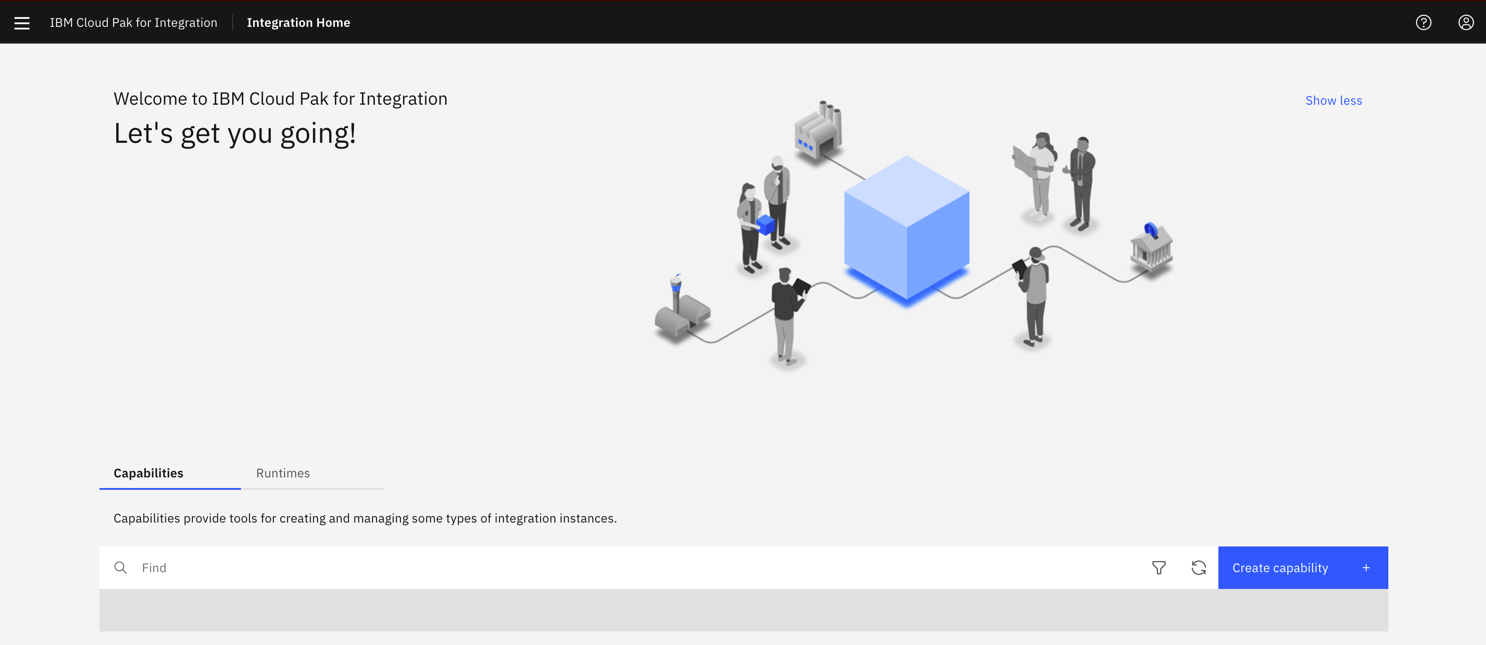 IBM Cloud Pak for Integration
Integration Home
Welcome to IBM Cloud Pak for Integration
Let's get you going!
Show less
Capabilities
Runtimes
Capabilities provide tools for creating and managing some types of integration instances.
Find
Create capability +